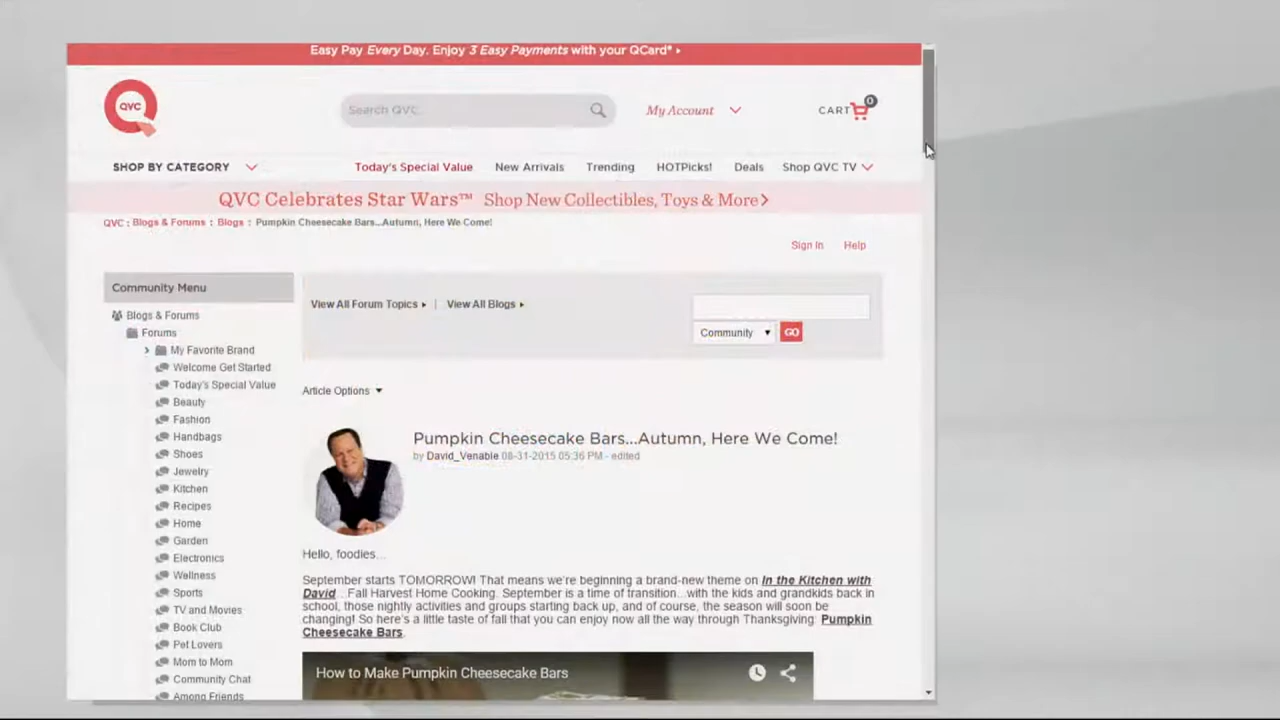 Easy Pay Every Day. Enjoy 3 Easy Payments with your QCard*
QVC
Search QVC
My Account
CART
0
SHOP BY CATEGORY
Today's Special Value
New Arrivals
Trending
HOTPicks!
Deals
Shop QVC TV
QVC Celebrates Star Wars™ Shop New Collectibles, Toys & More
QVC : Blogs & Forums : Blogs : Pumpkin Cheesecake Bars...Autumn, Here We Come!
Sign In Help
Community Menu
Blogs & Forums
Forums
My Favorite Brand
Welcome Get Started
Today's Special Value
Beauty
Fashion
Handbags
Shoes
Jewelry
Kitchen
Recipes
Home
Garden
Electronics
Wellness
Sports
TV and Movies
Book Club
Pet Lovers
Mom to Mom
Community Chat
Among Friends
View All Forum Topics | View All Blogs
Community
GO
Article Options
Pumpkin Cheesecake Bars...Autumn, Here We Come!
by David_Venable 08-31-2015 05:36 PM - edited
Hello, foodies...
September starts TOMORROW! That means we're beginning a brand-new theme on In the Kitchen with
David...Fall Harvest Home Cooking. September is a time of transition...with the kids and grandkids back in
school, those nightly activities and groups starting back up, and of course, the season will soon be
changing! So here's a little taste of fall that you can enjoy now all the way through Thanksgiving: Pumpkin
Cheesecake Bars.
How to Make Pumpkin Cheesecake Bars